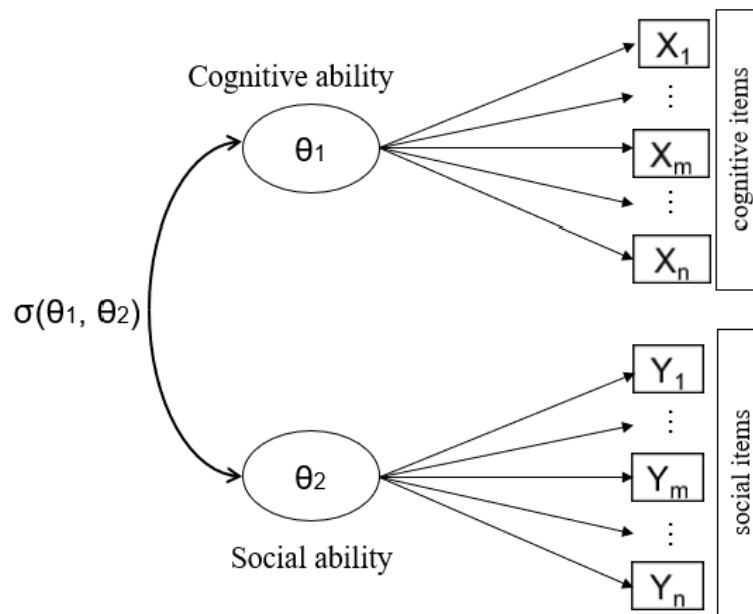 Cognitive ability
θ1
X1
⋮
Xm
⋮
Xn
cognitive items
σ(θ1, θ2)
Y1
⋮
Ym
⋮
Yn
social items
θ2
Social ability